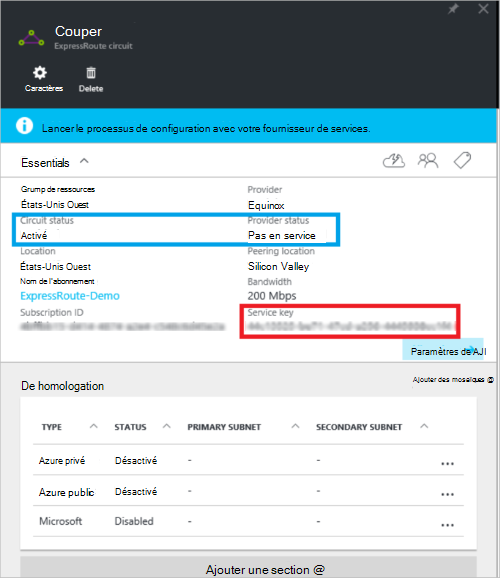 Couper
ExpressRoute circuit
Caractères Delete
Lancer le processus de configuration avec votre fournisseur de services.
Essentials
Grump de ressources Provider
États-Unis Ouest Equinox
Circuit status Provider status
Activé Pas en service
Location Peering location
États-Unis Ouest Silicon Valley
Nom de l'abonnement Bandwidth
ExpressRoute-Demo 200 Mbps
Subscription ID Service key
Paramètres de AJI
De homologation Ajouter des mosaïques @
TYPE STATUS PRIMARY SUBNET SECONDARY SUBNET
Azure privé Désactivé - - ...
Azure public Désactivé - - ...
Microsoft Disabled - - ...
Ajouter une section @